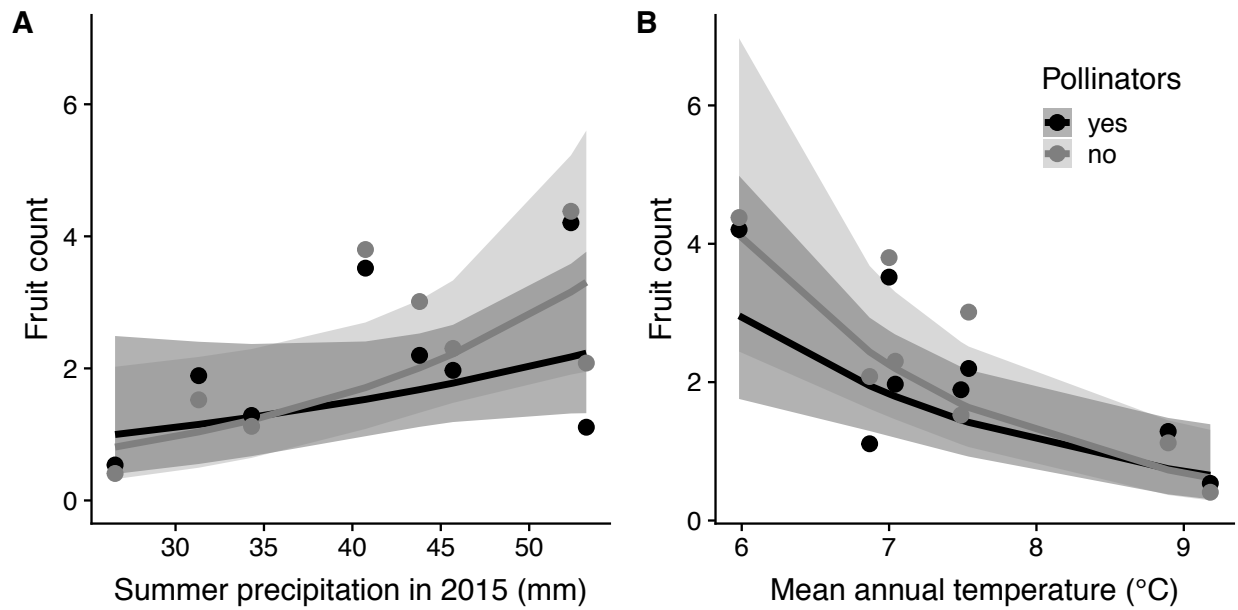 A
B
Fruit count
6
4
2
0
30 35 40 45 50
Summer precipitation in 2015 (mm)
Fruit count
6
4
2
0
6 7 8 9
Mean annual temperature (°C)
Pollinators
yes
no